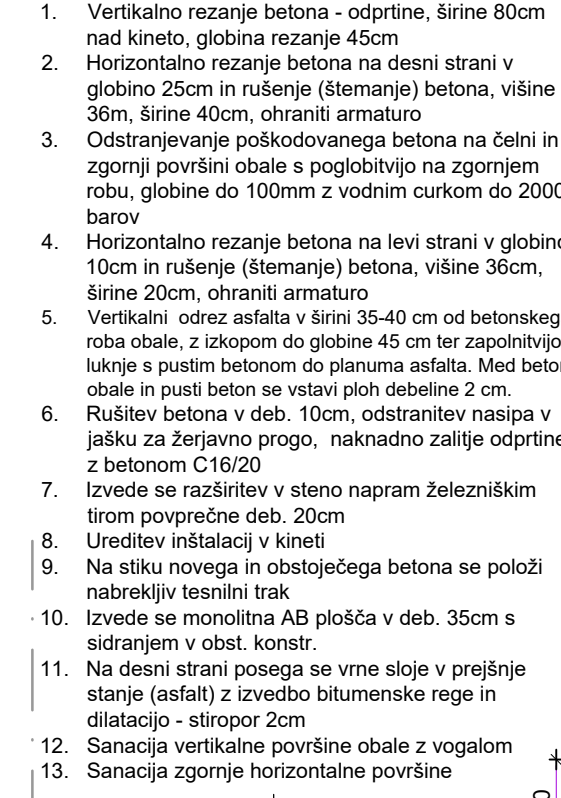 1. Vertikalno rezanje betona - odprtine, širine 80cm
nad kineto, globina rezanje 45cm
2. Horizontalno rezanje betona na desni strani v
globino 25cm in rušenje (štemanje) betona, višine
36m, širine 40cm, ohraniti armaturo
3. Odstranjevanje poškodovanega betona na čelni in
zgornji površini obale s poglobitvijo na zgornjem
robu, globine do 100mm z vodnim curkom do 2000
barov
4. Horizontalno rezanje betona na levi strani v globino
10cm in rušenje (štemanje) betona, višine 36cm,
širine 20cm, ohraniti armaturo
5. Vertikalni odrez asfalta v širini 35-40 cm od betonskeg
roba obale, z izkopom do globine 45 cm ter zapolnitvijo
luknje s pustim betonom do planuma asfalta. Med beto
obale in pusti beton se vstavi ploh debeline 2 cm.
6. Rušitev betona v deb. 10cm, odstranitev nasipa v
jašku za žerjavno progo, naknadno zalitje odprtine
z betonom C16/20
7. Izvede se razširitev v steno napram železniškim
tirom povprečne deb. 20cm
8. Ureditev inštalacij v kineti
9. Na stiku novega in obstoječega betona se položi
nabrekljiv tesnilni trak
10. Izvede se monolitna AB plošča v deb. 35cm s
sidranjem v obst. konstr.
11. Na desni strani posega se vrne sloje v prejšnje
stanje (asfalt) z izvedbo bitumenske rege in
dilatacijo - stiropor 2cm
12. Sanacija vertikalne površine obale z vogalom
13. Sanacija zgornje horizontalne površine